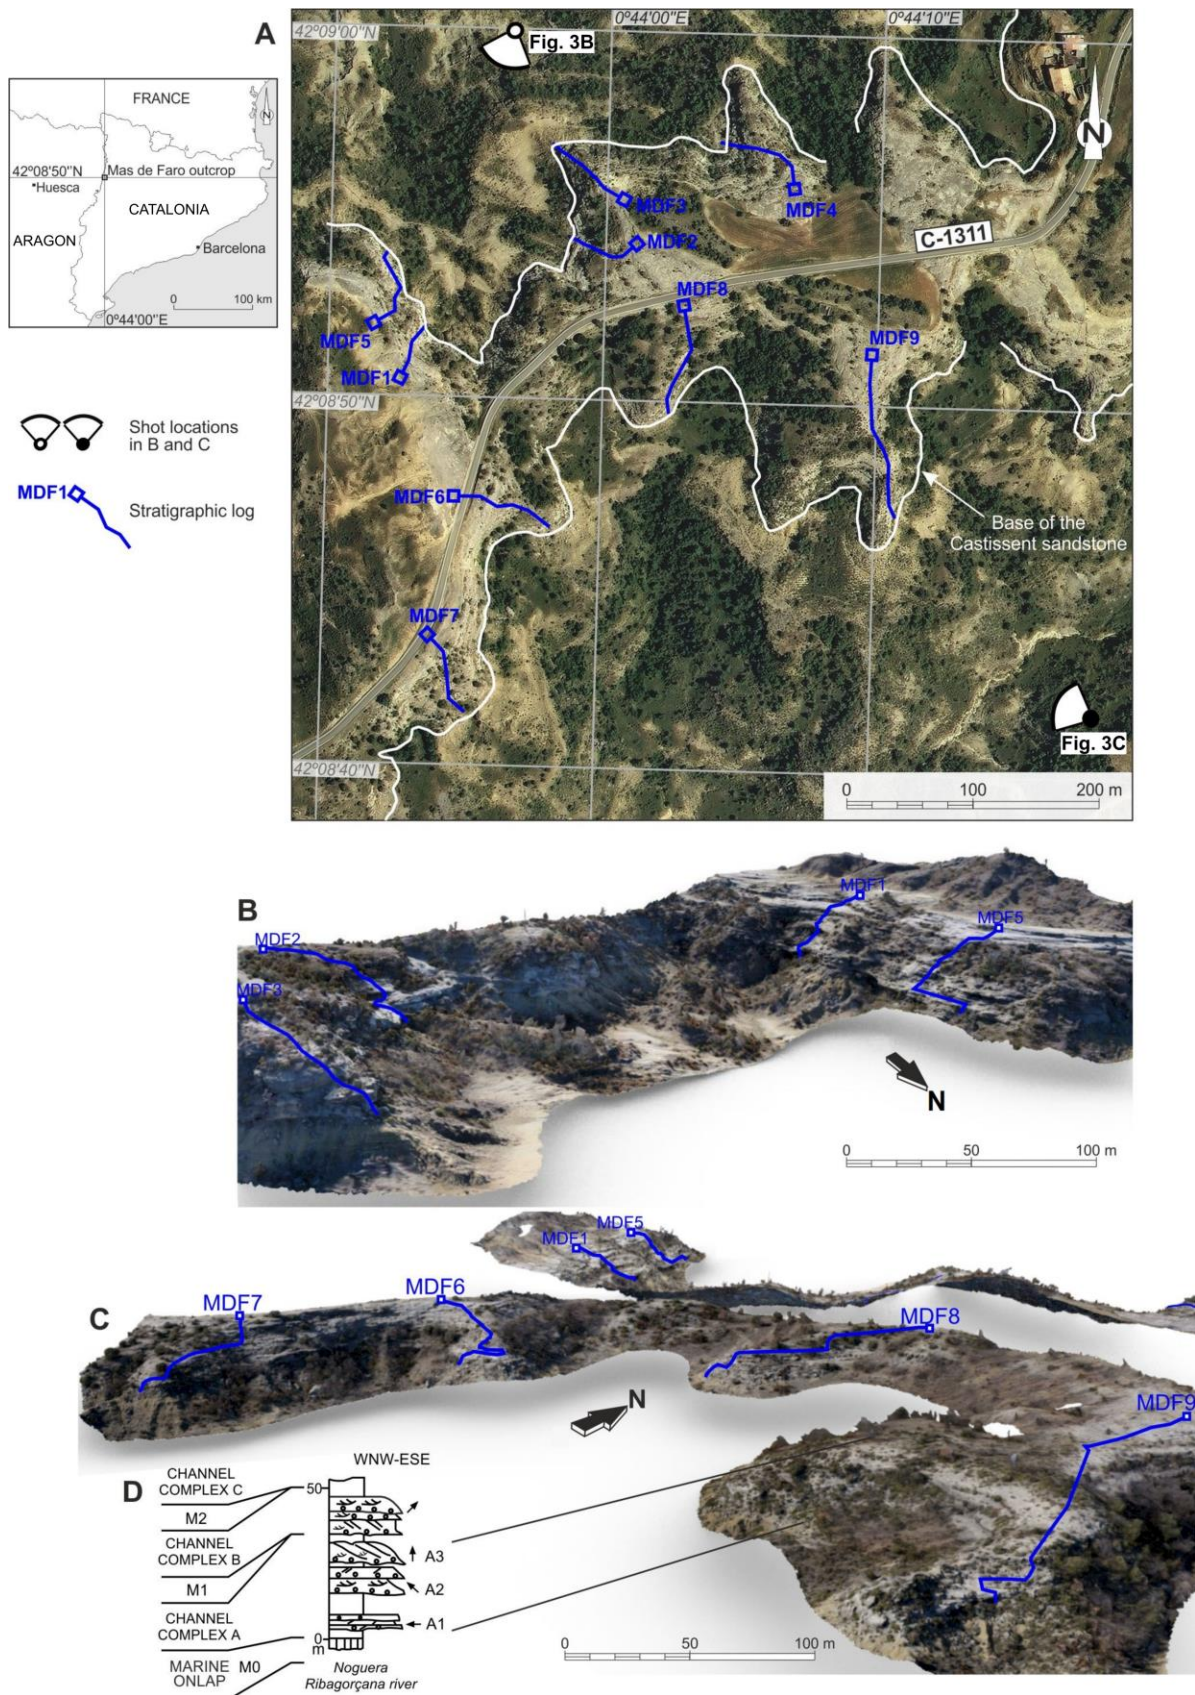 A
FRANCE
42º08'50''N
Mas de Faro outcrop
Huesca
CATALONIA
ARAGON
Barcelona
0
100 km
0º44'00''E
N
Shot locations
in B and C
MDF1
Stratigraphic log
42º09'00''N
0º44'00''E
0º44'10''E
Fig. 3B
N
MDF3
MDF4
MDF2
C-1311
MDF8
MDF5
MDF9
MDF1
42º08'50''N
MDF6
Base of the
Castissent sandstone
MDF7
Fig. 3C
42º08'40''N
0 100 200 m
B
MDF1
MDF2
MDF5
MDF3
N
0 50 100 m
C
MDF5
MDF1
MDF7
MDF6
MDF8
MDF9
N
D
WNW-ESE
CHANNEL
COMPLEX C
50
M2
CHANNEL
COMPLEX B
A3
M1
A2
CHANNEL
COMPLEX A
A1
0
m
MARINE
ONLAP
M0
Noguera
Ribagorçana river
0 50 100 m